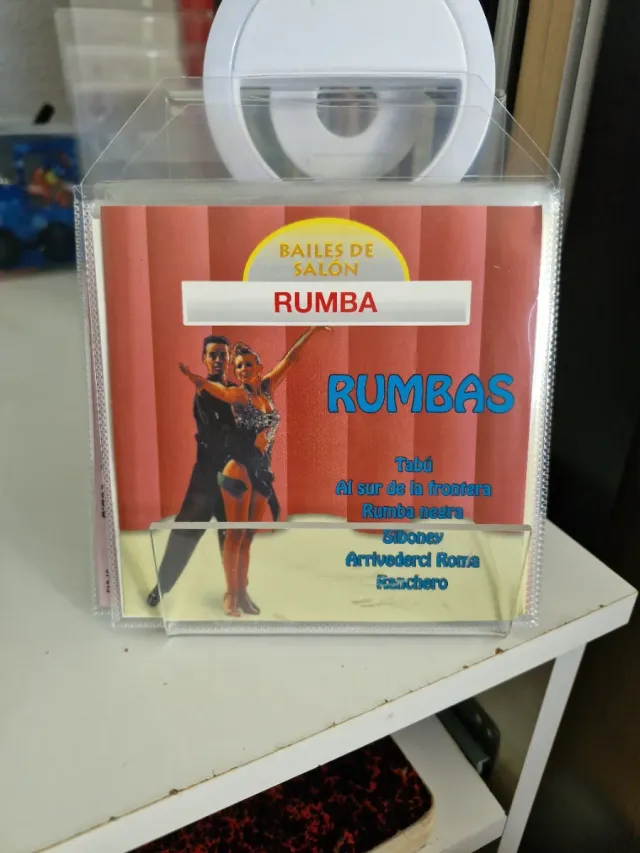 BAILES DE
SALÓN
RUMBA
RUMBAS
Tabú
Al sur de la frontera
Rumba negra
Siboney
Arrivederci Roma
Ranchero